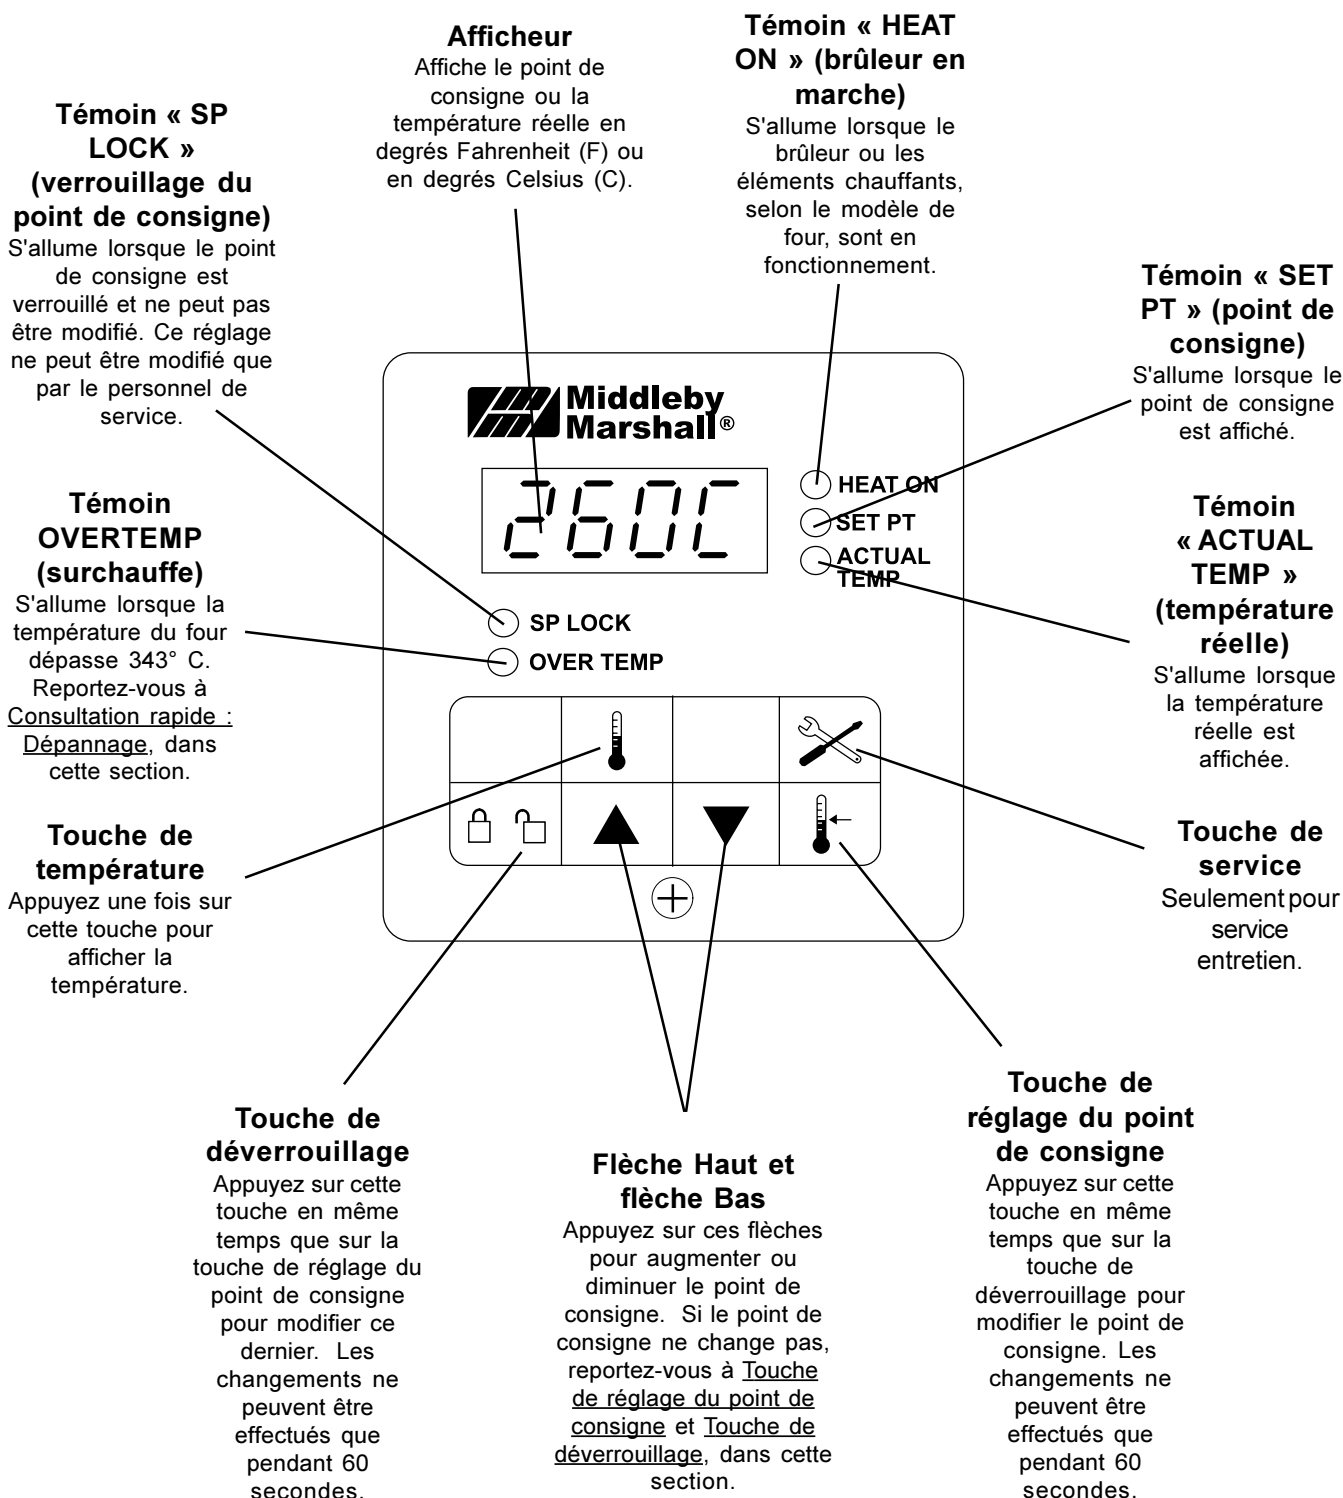 Afficheur
Affiche le point de
consigne ou la
température réelle en
degrés Fahrenheit (F) ou
en degrés Celsius (C).
Témoin « HEAT
ON » (brûleur en
marche)
S'allume lorsque le
brûleur ou les
éléments chauffants,
selon le modèle de
four, sont en
fonctionnement.
Témoin « SP
LOCK »
(verrouillage du
point de consigne)
S'allume lorsque le point
de consigne est
verrouillé et ne peut pas
être modifié. Ce réglage
ne peut être modifié que
par le personnel de
service.
Témoin « SET
PT » (point de
consigne)
S'allume lorsque le
point de consigne
est affiché.
Middleby
Marshall®
260C
HEAT ON
SET PT
ACTUAL
TEMP
SP LOCK
OVER TEMP
Témoin
OVERTEMP
(surchauffe)
S'allume lorsque la
température du four
dépasse 343° C.
Reportez-vous à
Consultation rapide :
Dépannage, dans
cette section.
Témoin
« ACTUAL
TEMP »
(température
réelle)
S'allume lorsque
la température
réelle est
affichée.
Touche de
température
Appuyez une fois sur
cette touche pour
afficher la
température.
Touche de
service
Seulement pour
service
entretien.
Touche de
déverrouillage
Appuyez sur cette
touche en même
temps que sur la
touche de réglage du
point de consigne
pour modifier ce
dernier. Les
changements ne
peuvent être
effectués que
pendant 60
secondes.
Flèche Haut et
flèche Bas
Appuyez sur ces flèches
pour augmenter ou
diminuer le point de
consigne. Si le point de
consigne ne change pas,
reportez-vous à Touche
de réglage du point de
consigne et Touche de
déverrouillage, dans cette
section.
Touche de
réglage du point
de consigne
Appuyez sur cette
touche en même
temps que sur la
touche de
déverrouillage pour
modifier le point de
consigne. Les
changements ne
peuvent être
effectués que
pendant 60
secondes.